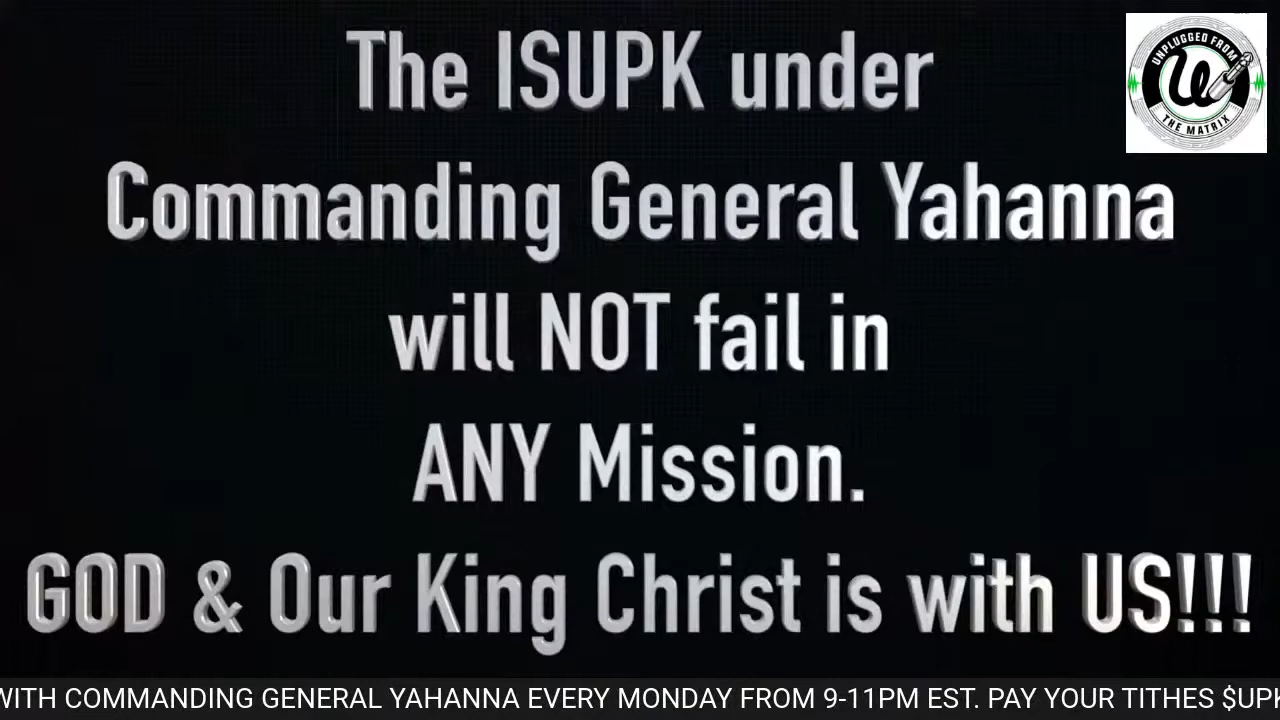 The ISUPK under
Commanding General Yahanna
will NOT fail in
ANY Mission.
GOD & Our King Christ is with US!!!
UNPLUGGED FROM
THE MATRIX
WITH COMMANDING GENERAL YAHANNA EVERY MONDAY FROM 9-11PM EST. PAY YOUR TITHES $UPK